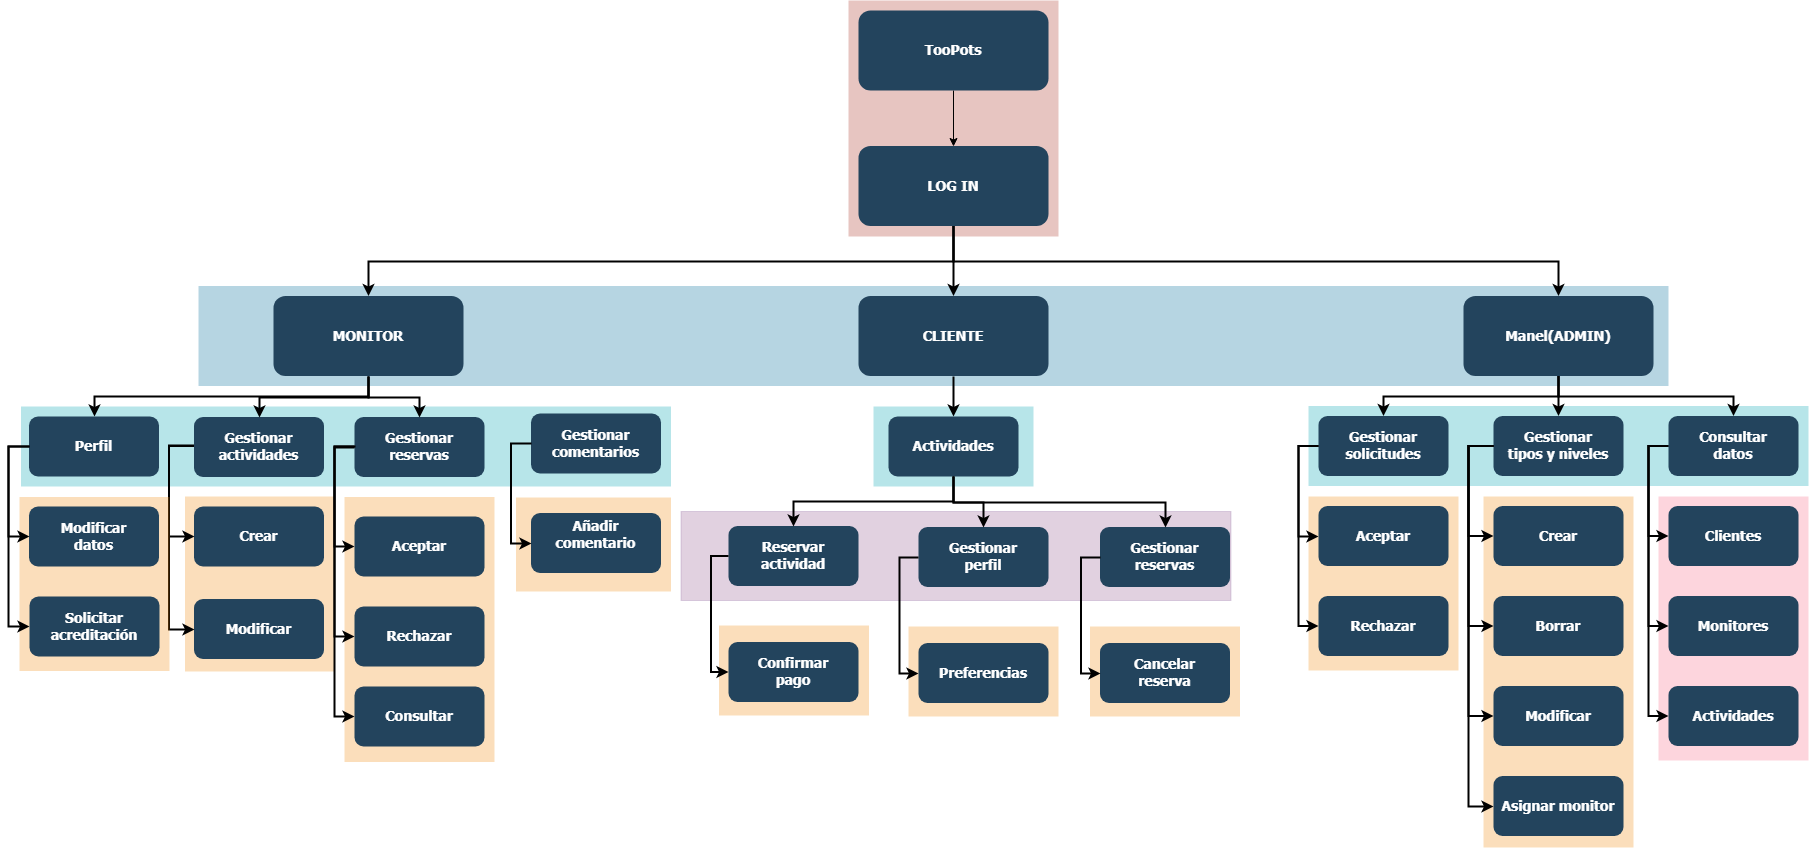 TooPots
LOG IN
MONITOR
CLIENTE
Manel(ADMIN)
Perfil
Gestionar
actividades
Gestionar
reservas
Gestionar
comentarios
Actividades
Gestionar
solicitudes
Gestionar
tipos y niveles
Consultar
datos
Modificar
datos
Crear
Aceptar
Añadir
comentario
Reservar
actividad
Gestionar
perfil
Gestionar
reservas
Aceptar
Crear
Clientes
Solicitar
acreditación
Modificar
Rechazar
Confirmar
pago
Preferencias
Cancelar
reserva
Rechazar
Borrar
Monitores
Consultar
Modificar
Actividades
Asignar monitor